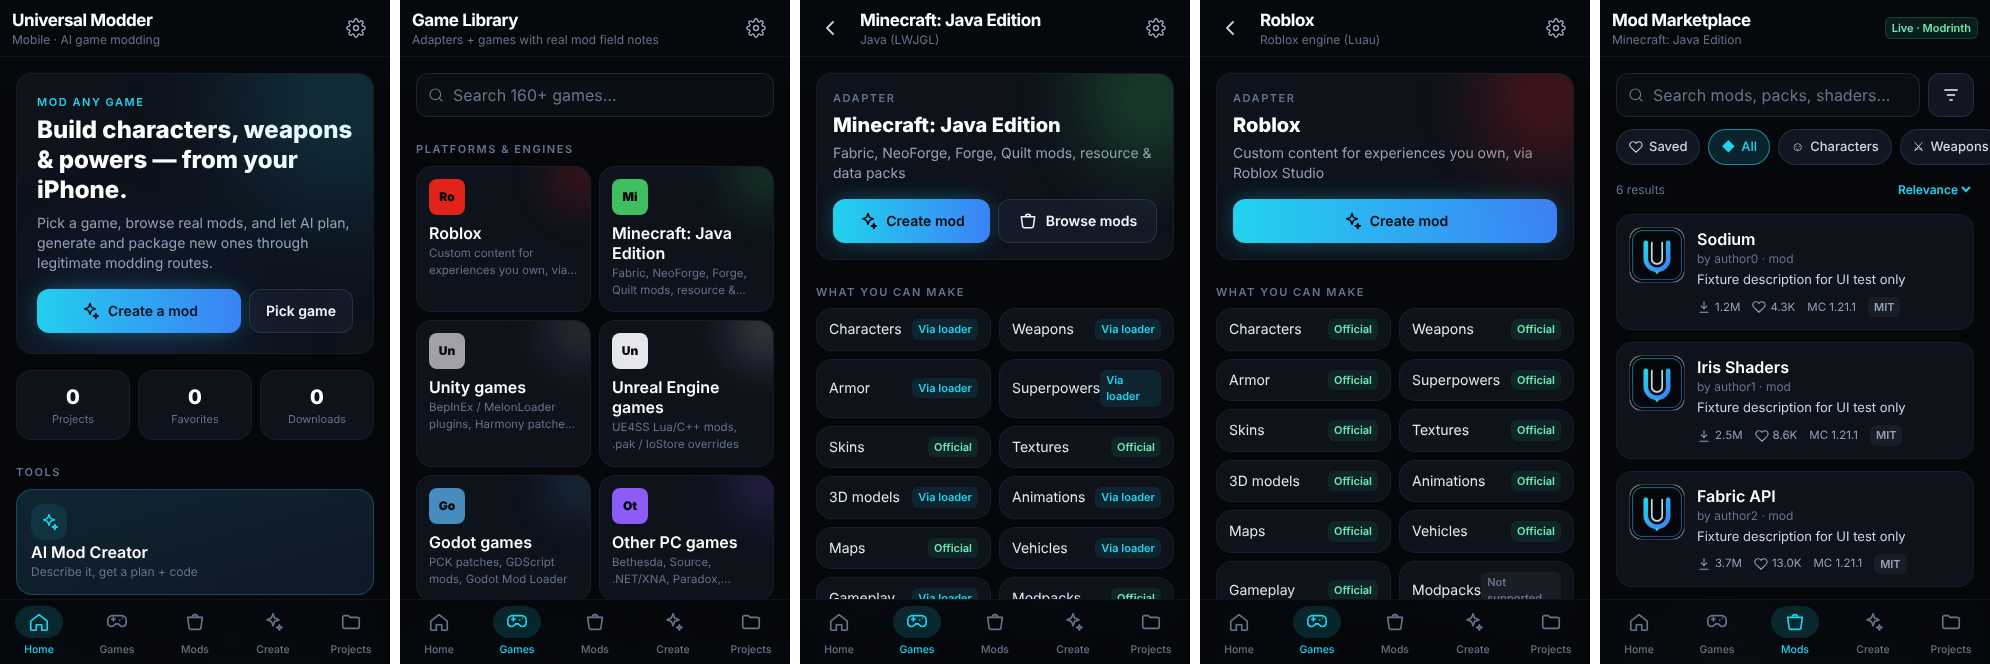 Universal Modder
Mobile · AI game modding
MOD ANY GAME
Build characters, weapons
& powers — from your
iPhone.
Pick a game, browse real mods, and let AI plan,
generate and package new ones through
legitimate modding routes.
Create a mod
Pick game
0
Projects
0
Favorites
0
Downloads
TOOLS
AI Mod Creator
Describe it, get a plan + code
Home
Games
Mods
Create
Projects
Game Library
Adapters + games with real mod field notes
Search 160+ games...
PLATFORMS & ENGINES
Ro
Roblox
Custom content for
experiences you own, via...
Mi
Minecraft: Java
Edition
Fabric, NeoForge, Forge,
Quilt mods, resource &...
Un
Unity games
BepInEx / MelonLoader
plugins, Harmony patche...
Un
Unreal Engine
games
UE4SS Lua/C++ mods,
.pak / IoStore overrides
Go
Godot games
PCK patches, GDScript
mods, Godot Mod Loader
Ot
Other PC games
Bethesda, Source,
.NET/XNA, Paradox,...
Home
Games
Mods
Create
Projects
Minecraft: Java Edition
Java (LWJGL)
ADAPTER
Minecraft: Java Edition
Fabric, NeoForge, Forge, Quilt mods, resource &
data packs
Create mod
Browse mods
WHAT YOU CAN MAKE
Characters Via loader
Weapons Via loader
Armor Via loader
Superpowers Via
loader
Skins Official
Textures Official
3D models Via loader
Animations Via loader
Maps Official
Vehicles Via loader
Gameplay Via loader
Modpacks Official
Home
Games
Mods
Create
Projects
Roblox
Roblox engine (Luau)
ADAPTER
Roblox
Custom content for experiences you own, via
Roblox Studio
Create mod
WHAT YOU CAN MAKE
Characters Official
Weapons Official
Armor Official
Superpowers Official
Skins Official
Textures Official
3D models Official
Animations Official
Maps Official
Vehicles Official
Gameplay Official
Modpacks Not
supported
Home
Games
Mods
Create
Projects
Mod Marketplace
Minecraft: Java Edition
Live · Modrinth
Search mods, packs, shaders...
Saved
All
Characters
Weapons
6 results
Relevance
Sodium
by author0 · mod
Fixture description for UI test only
1.2M 4.3K MC 1.21.1 MIT
Iris Shaders
by author1 · mod
Fixture description for UI test only
2.5M 8.6K MC 1.21.1 MIT
Fabric API
by author2 · mod
Fixture description for UI test only
3.7M 13.0K MC 1.21.1 MIT
Home
Games
Mods
Create
Projects